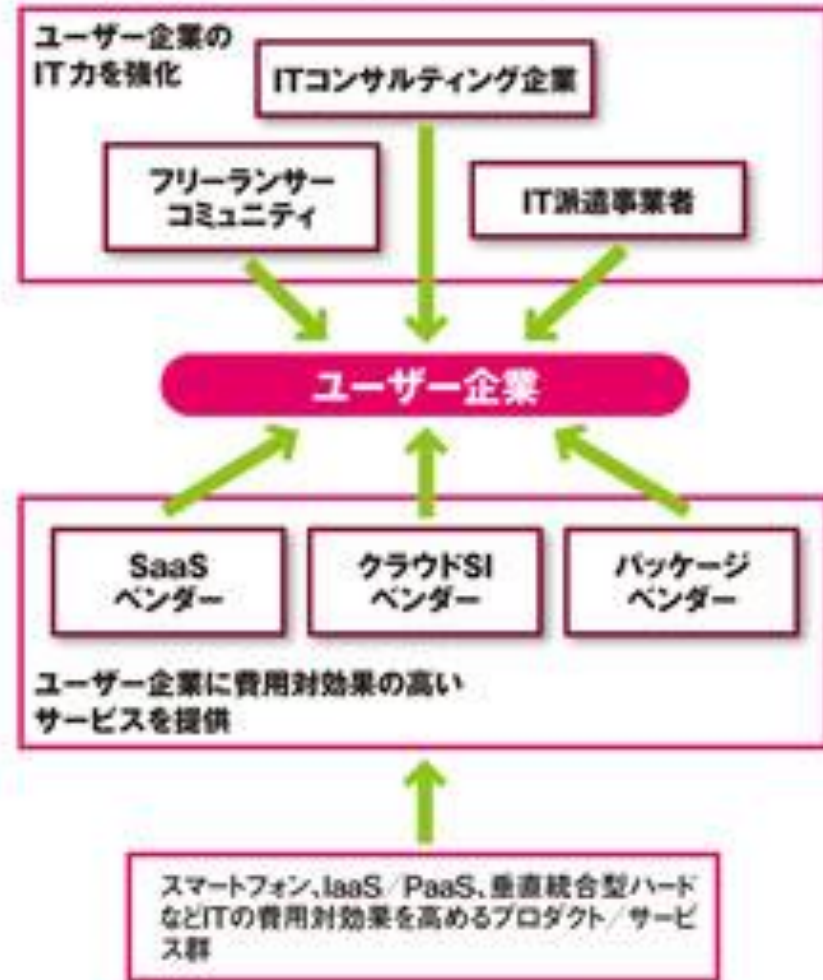 ユーザー企業の
IT力を強化
ITコンサルティング企業
フリーランサー
コミュニティ
IT派遣事業者
ユーザー企業
SaaS
ベンダー
クラウドSI
ベンダー
パッケージ
ベンダー
ユーザー企業に費用対効果の高い
サービスを提供
スマートフォン、IaaS/PaaS、垂直統合型ハード
などITの費用対効果を高めるプロダクト/サービ
ス群